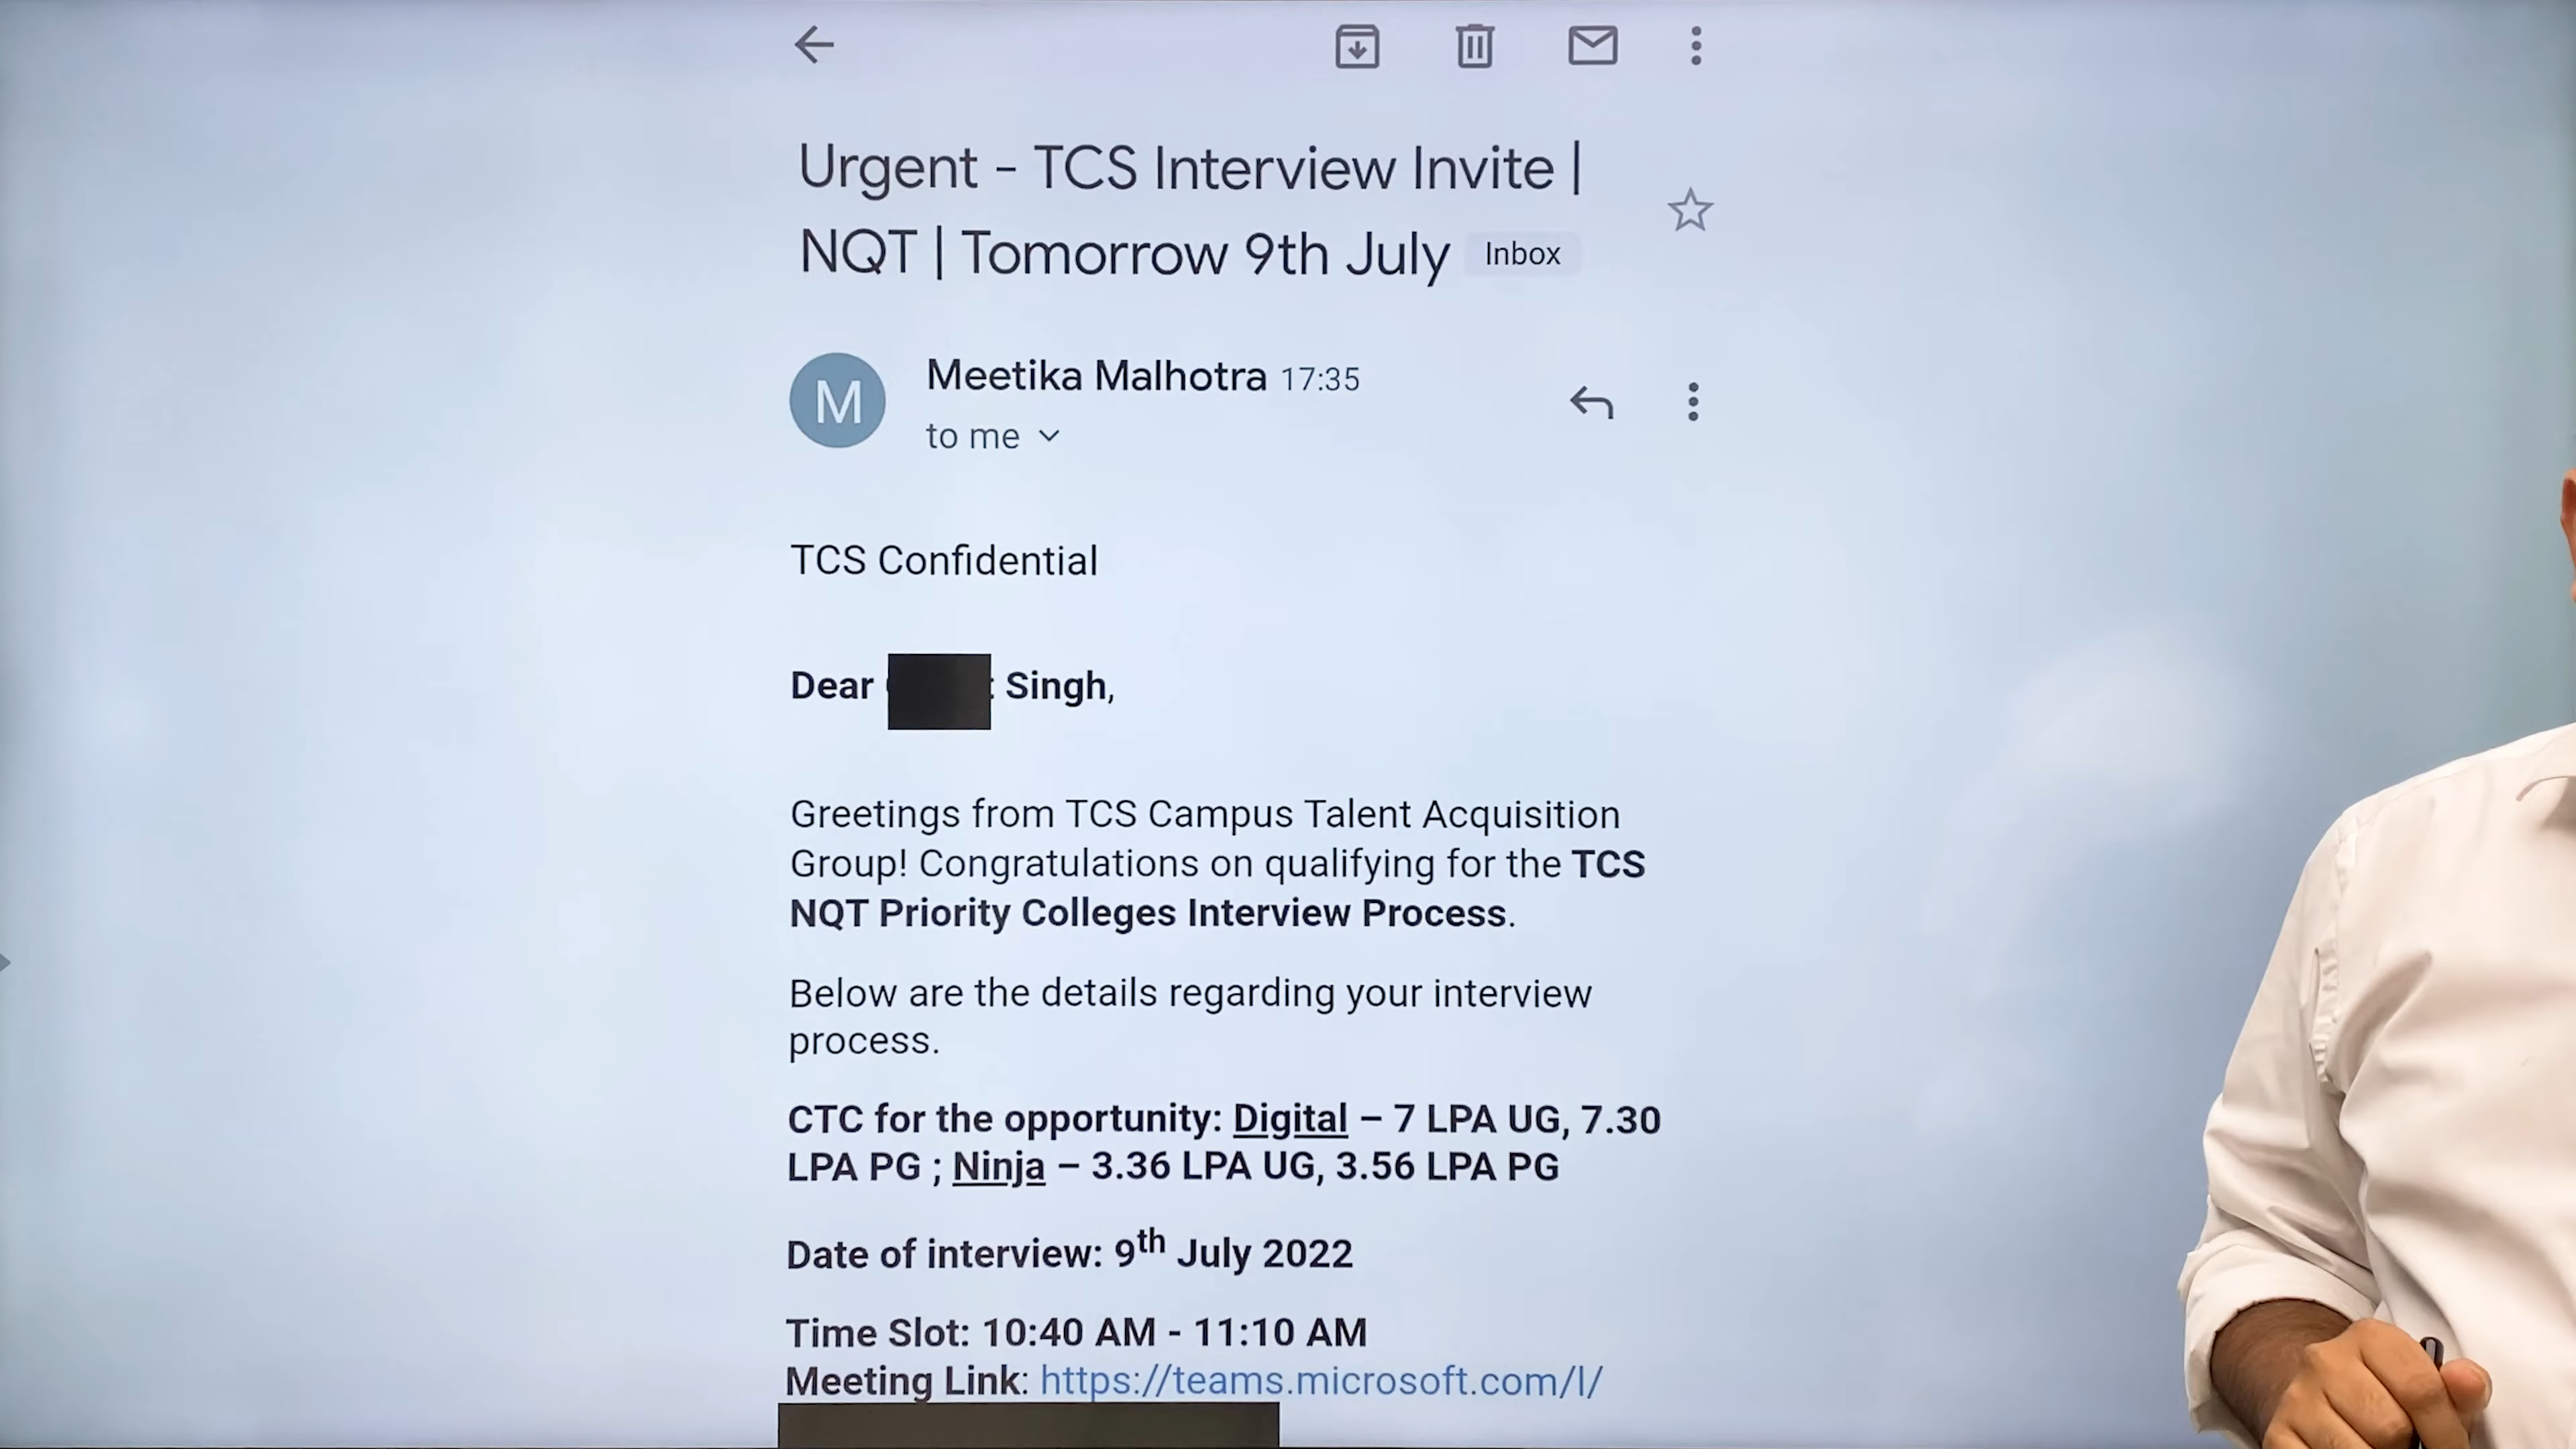 Urgent - TCS Interview Invite |
NQT | Tomorrow 9th July Inbox
M
Meetika Malhotra 17:35
to me
TCS Confidential
Dear Singh,
Greetings from TCS Campus Talent Acquisition
Group! Congratulations on qualifying for the TCS
NQT Priority Colleges Interview Process.
Below are the details regarding your interview
process.
CTC for the opportunity: Digital – 7 LPA UG, 7.30
LPA PG ; Ninja – 3.36 LPA UG, 3.56 LPA PG
Date of interview: 9th July 2022
Time Slot: 10:40 AM - 11:10 AM
Meeting Link: https://teams.microsoft.com/l/